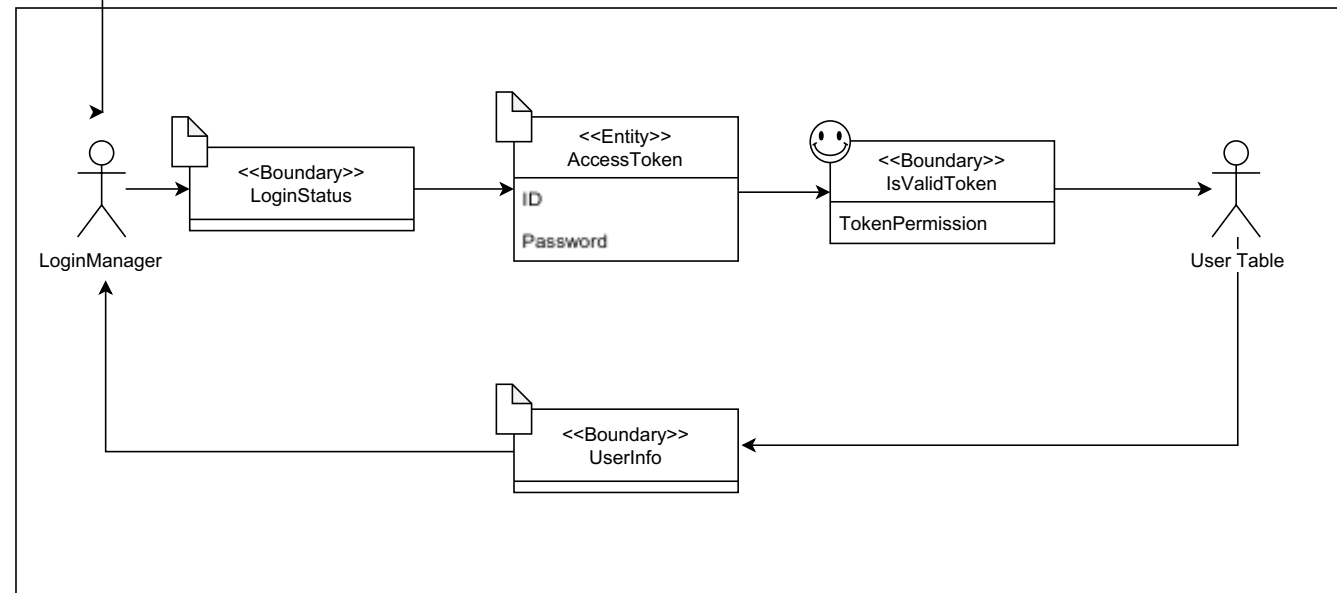 <<Boundary>>
LoginStatus
<<Entity>>
AccessToken
ID
Password
<<Boundary>>
IsValidToken
TokenPermission
LoginManager
User Table
<<Boundary>>
UserInfo